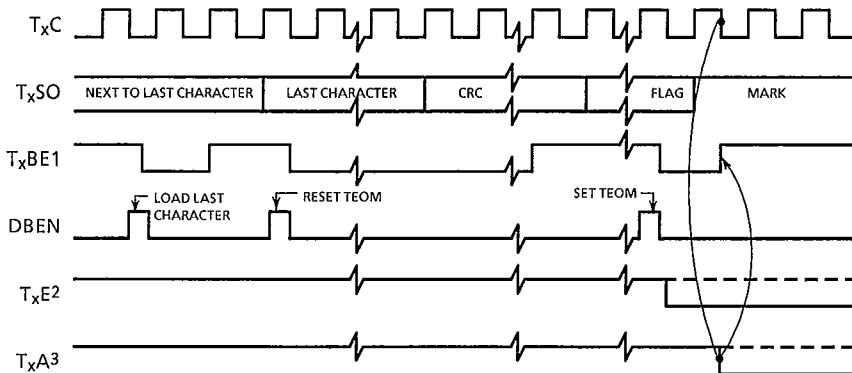 TxC
TxSO
NEXT TO LAST CHARACTER
LAST CHARACTER
CRC
FLAG
MARK
TxBE1
LOAD LAST
CHARACTER
RESET TEOM
SET TEOM
DBEN
TxE2
TxA3